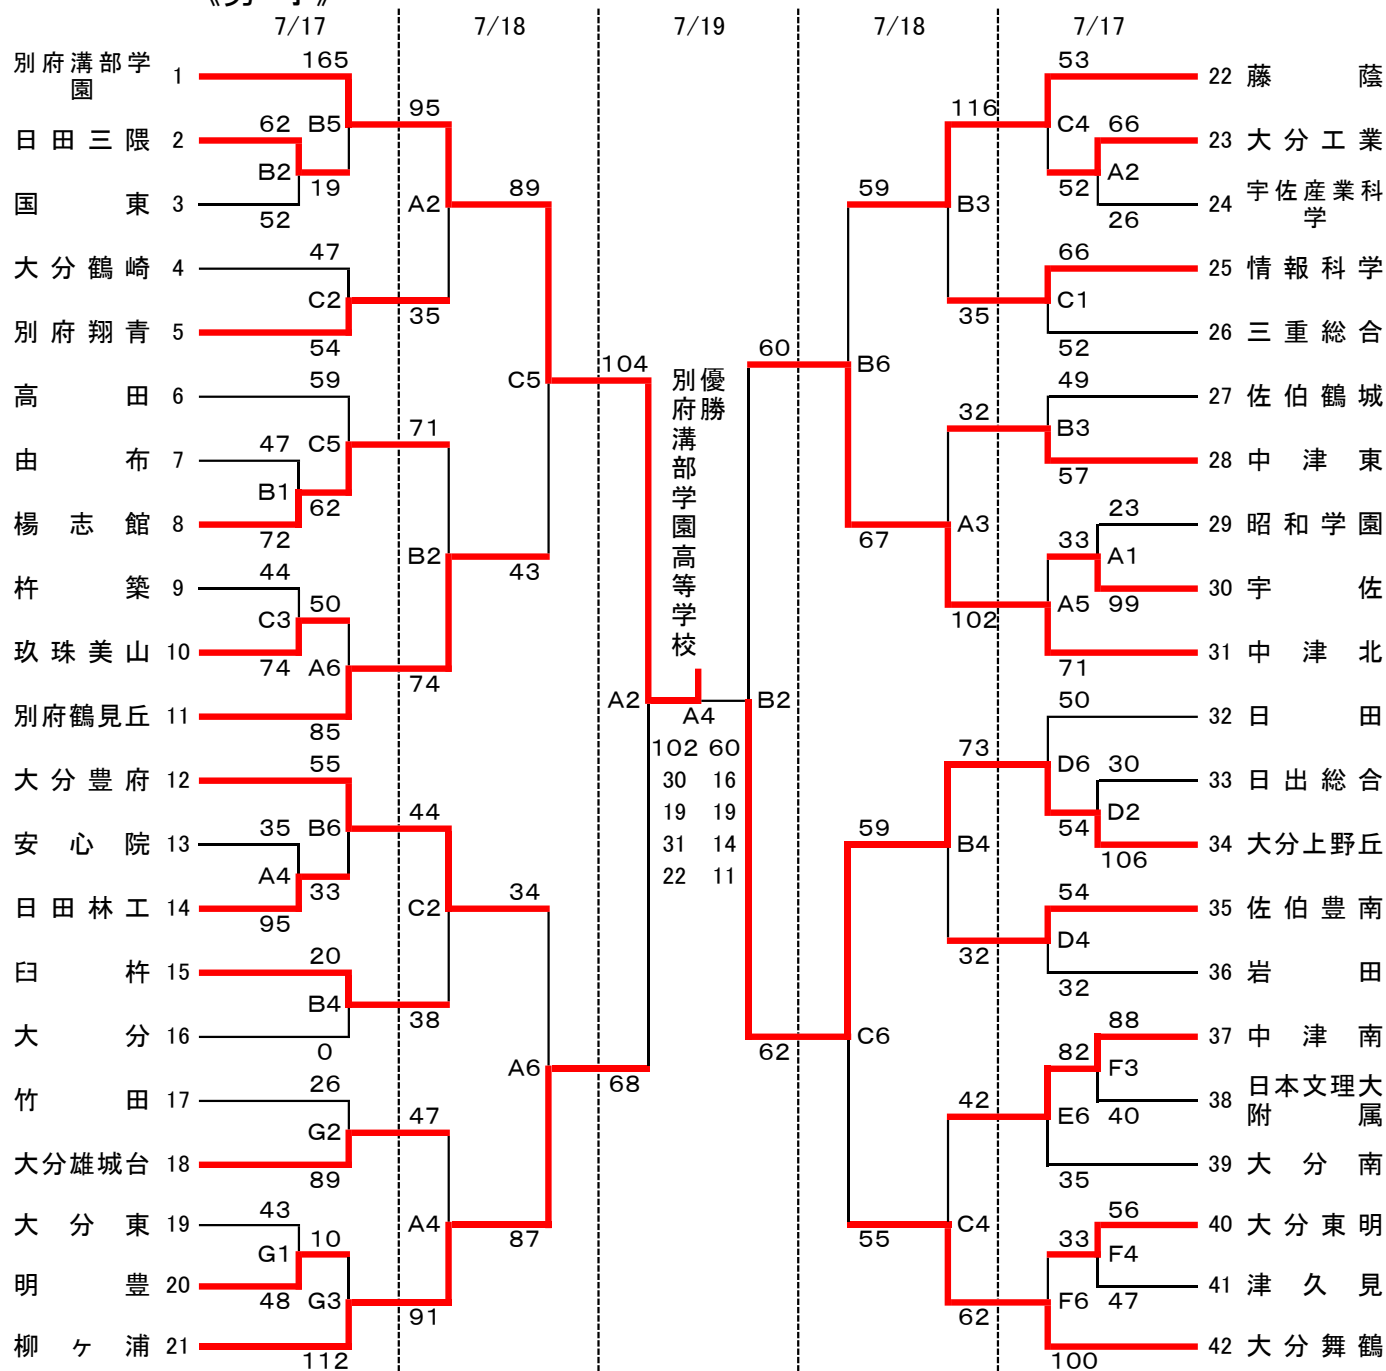 《男 子》
7/17 7/18 7/19 7/18 7/17
別府溝部学園 1 165
B5 95
日田三隈 2 62
B2 19
国東 3 52
A2 89
大分鶴崎 4 47
C2 35
別府翔青 5 54
C5 104
高田 6 59
C5 71
由布 7 47
B1 62
楊志館 8 72
B2 43
杵築 9 44
C3 50
玖珠美山 10 74
A6 74
別府鶴見丘 11 85
A2
大分豊府 12 55
B6 44
安心院 13 35
A4 33
日田林工 14 95
C2 34
臼杵 15 20
B4 38
大分 16 0
A6 68
竹田 17 26
G2 47
大分雄城台 18 89
A4 87
大分東 19 43
G1 10
明豊 20 48
G3 91
柳ヶ浦 21 112
優勝
別府溝部学園高等学校
A4
102 60
30 16
19 19
31 14
22 11
53 22 藤蔭
116 C4
66 23 大分工業
52 A2
26 24 宇佐産業科学
59 B3
66 25 情報科学
35 C1
52 26 三重総合
60 B6
49 27 佐伯鶴城
32 B3
57 28 中津東
67 A3
23 29 昭和学園
33 A1
99 30 宇佐
102 A5
71 31 中津北
B2
50 32 日田
73 D6
30 33 日出総合
54 D2
106 34 大分上野丘
59 B4
54 35 佐伯豊南
32 D4
32 36 岩田
62 C6
88 37 中津南
82 F3
40 38 日本文理大附属
42 E6
35 39 大分南
55 C4
56 40 大分東明
33 F4
47 41 津久見
62 F6
100 42 大分舞鶴